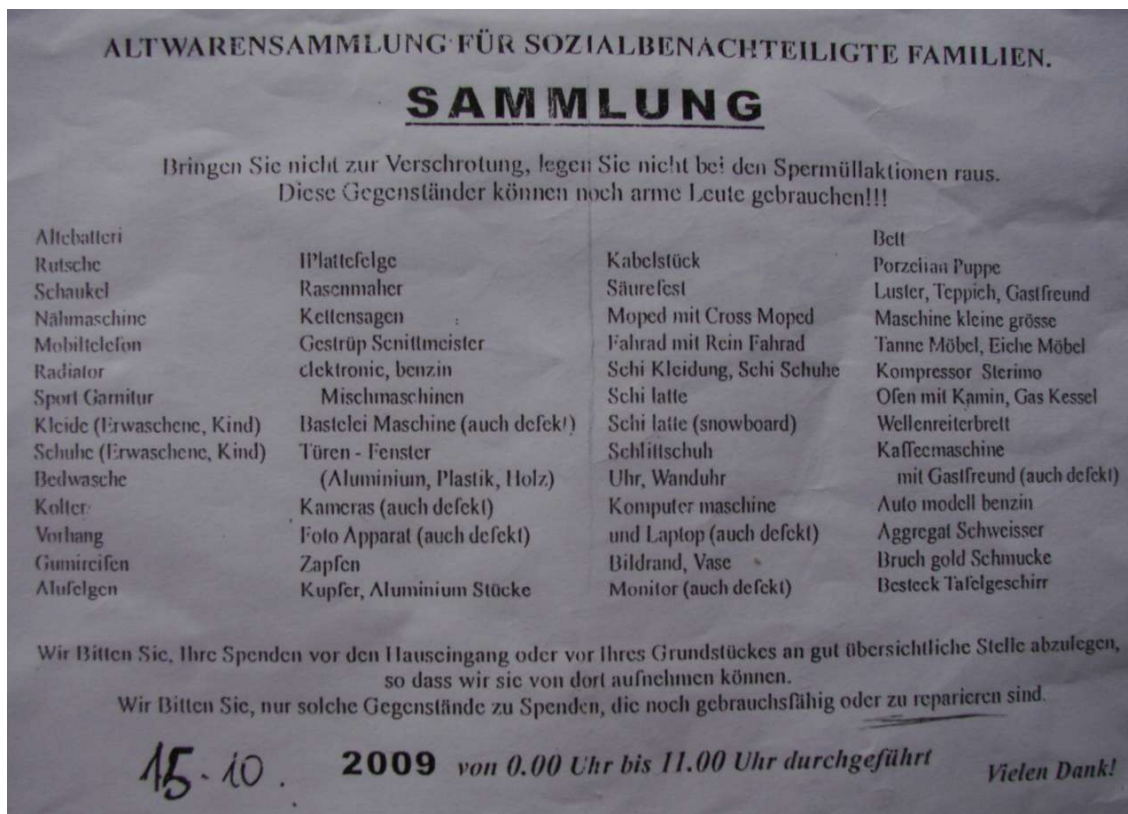 ALTWARENSAMMLUNG FÜR SOZIALBENACHTEILIGTE FAMILIEN.
SAMMLUNG
Bringen Sie nicht zur Verschrotung, legen Sie nicht bei den Spermüllaktionen raus.
Diese Gegenständer können noch arme Leute gebrauchen!!!
Altebatteri
Rutsche
Schaukel
Nähmaschine
Mobiltelefon
Radiator
Sport Garnitur
Kleide (Erwaschene, Kind)
Schuhe (Erwaschene, Kind)
Bedwasche
Kolter
Vorhang
Gumireifen
Alufelgen
Plattefelge
Rasenmaher
Kettensagen
Gestrüp Scnittmeister
elektronic, benzin
Mischmaschinen
Bastelei Maschine (auch defekt)
Türen - Fenster
(Aluminium, Plastik, Holz)
Kameras (auch defekt)
Foto Apparat (auch defekt)
Zapfen
Kupfer, Aluminium Stücke
Kabelstück
Säurefest
Moped mit Cross Moped
Fahrad mit Rein Fahrad
Schi Kleidung, Schi Schuhe
Schi latte
Schi latte (snowboard)
Schlittschuh
Uhr, Wanduhr
Komputer maschine
und Laptop (auch defekt)
Bildrand, Vase
Monitor (auch defekt)
Bett
Porzellan Puppe
Luster, Teppich, Gastfreund
Maschine kleine grösse
Tanne Möbel, Eiche Möbel
Kompressor Sterimo
Ofen mit Kamin, Gas Kessel
Wellenreiterbrett
Kaffeemaschine
mit Gastfreund (auch defekt)
Auto modell benzin
Aggregat Schweisser
Bruch gold Schmucke
Besteck Tafelgeschirr
Wir Bitten Sie, Ihre Spenden vor den Hauseingang oder vor Ihres Grundstückes an gut übersichtliche Stelle abzulegen,
so dass wir sie von dort aufnehmen können.
Wir Bitten Sie, nur solche Gegenstände zu Spenden, die noch gebrauchsfähig oder zu reparieren sind.
15. 10. 2009 von 0.00 Uhr bis 11.00 Uhr durchgeführt Vielen Dank!